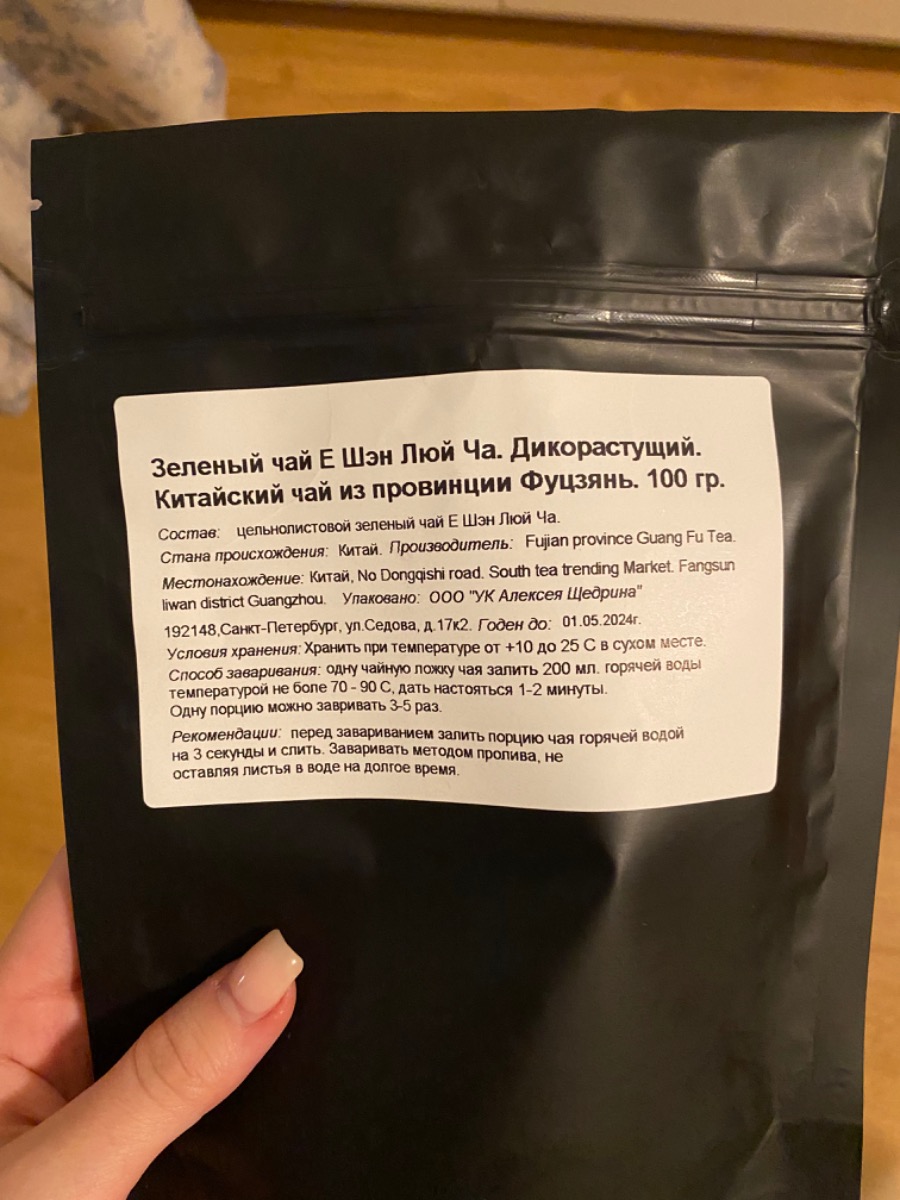 Зеленый чай Е Шэн Люй Ча. Дикорастущий.
Китайский чай из провинции Фуцзянь. 100 гр.
Состав: цельнолистовой зеленый чай Е Шэн Люй Ча.
Стана происхождения: Китай. Производитель: Fujian province Guang Fu Tea.
Местонахождение: Китай, No Dongqishi road. South tea trending Market. Fangsun
liwan district Guangzhou. Упаковано: ООО "УК Алексея Щедрина"
192148,Санкт-Петербург, ул.Седова, д.17к2. Годен до: 01.05.2024г.
Условия хранения: Хранить при температуре от +10 до 25 С в сухом месте.
Способ заваривания: одну чайную ложку чая залить 200 мл. горячей воды
температурой не боле 70 - 90 С, дать настояться 1-2 минуты.
Одну порцию можно завривать 3-5 раз.
Рекомендации: перед завариванием залить порцию чая горячей водой
на 3 секунды и слить. Заваривать методом пролива, не
оставляя листья в воде на долгое время.